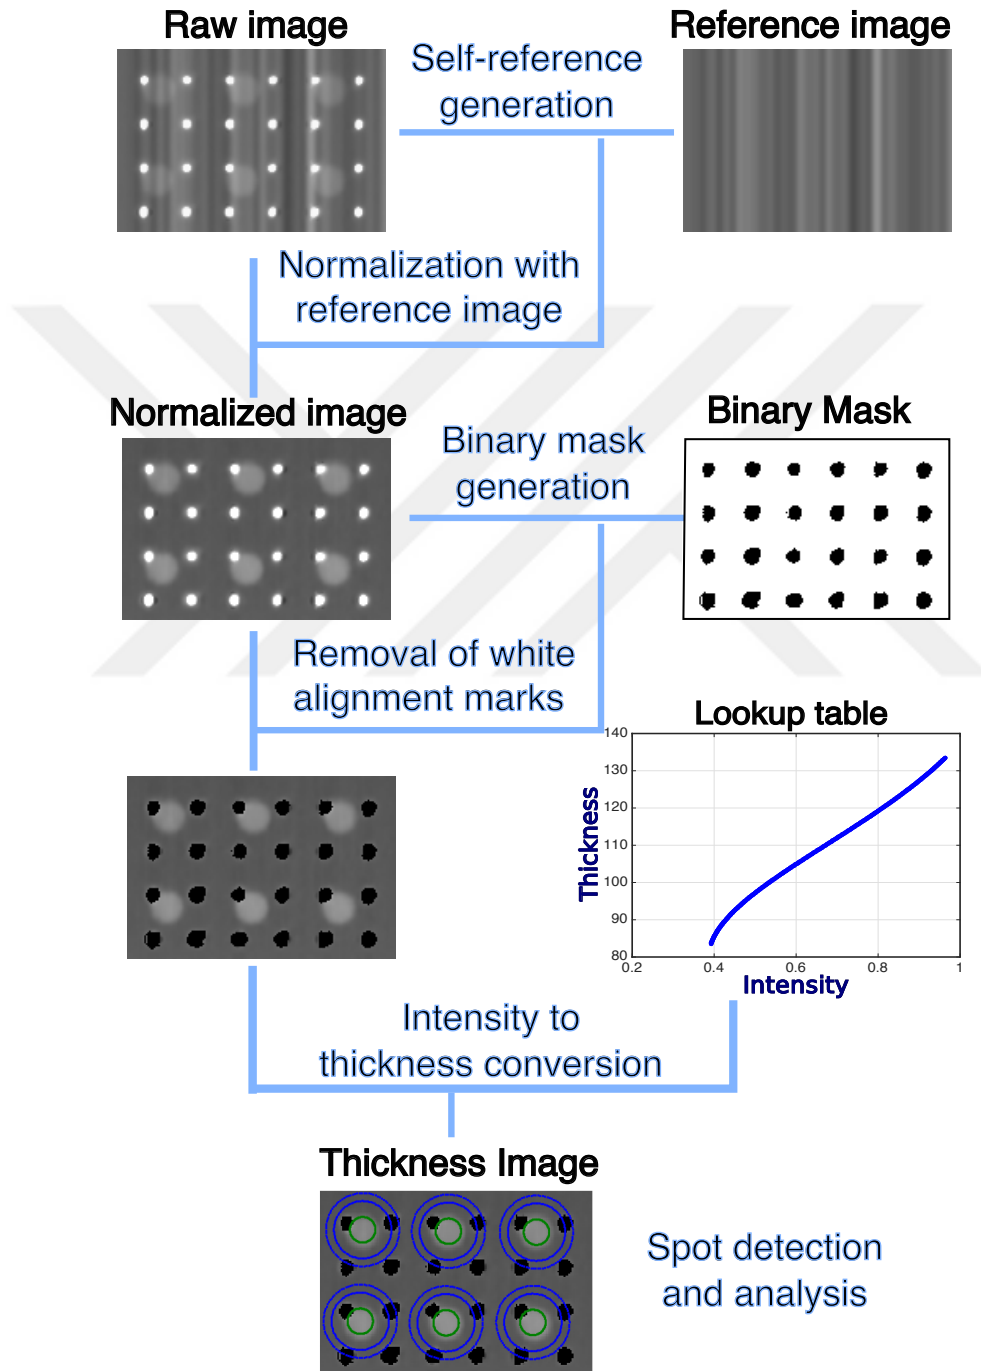 Raw image
Reference image
Self-reference
generation
Normalization with
reference image
Normalized image
Binary Mask
Binary mask
generation
Removal of white
alignment marks
Lookup table
140
130
120
110
100
90
80
Thickness
0.2
0.4
0.6
0.8
1
Intensity
Intensity to
thickness conversion
Thickness Image
Spot detection
and analysis